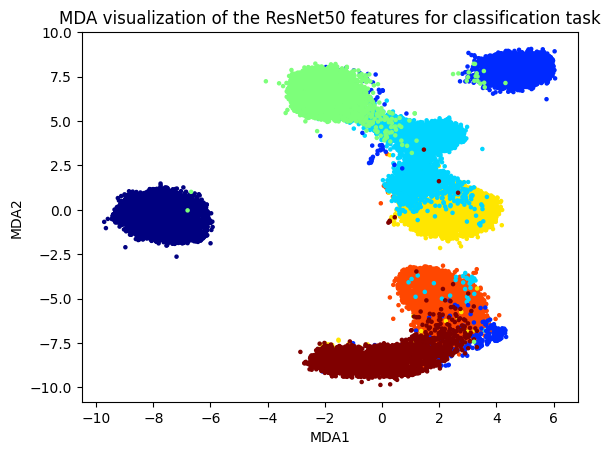 MDA visualization of the ResNet50 features for classification task
10.0
7.5
5.0
2.5
0.0
−2.5
−5.0
−7.5
−10.0
MDA2
−10 −8 −6 −4 −2 0 2 4 6
MDA1